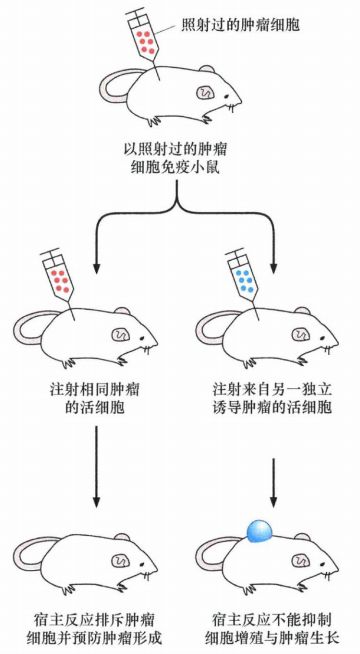 照射过的肿瘤细胞
以照射过的肿瘤
细胞免疫小鼠
注射相同肿瘤
的活细胞
注射来自另一独立
诱导肿瘤的活细胞
宿主反应排斥肿瘤
细胞并预防肿瘤形成
宿主反应不能抑制
细胞增殖与肿瘤生长